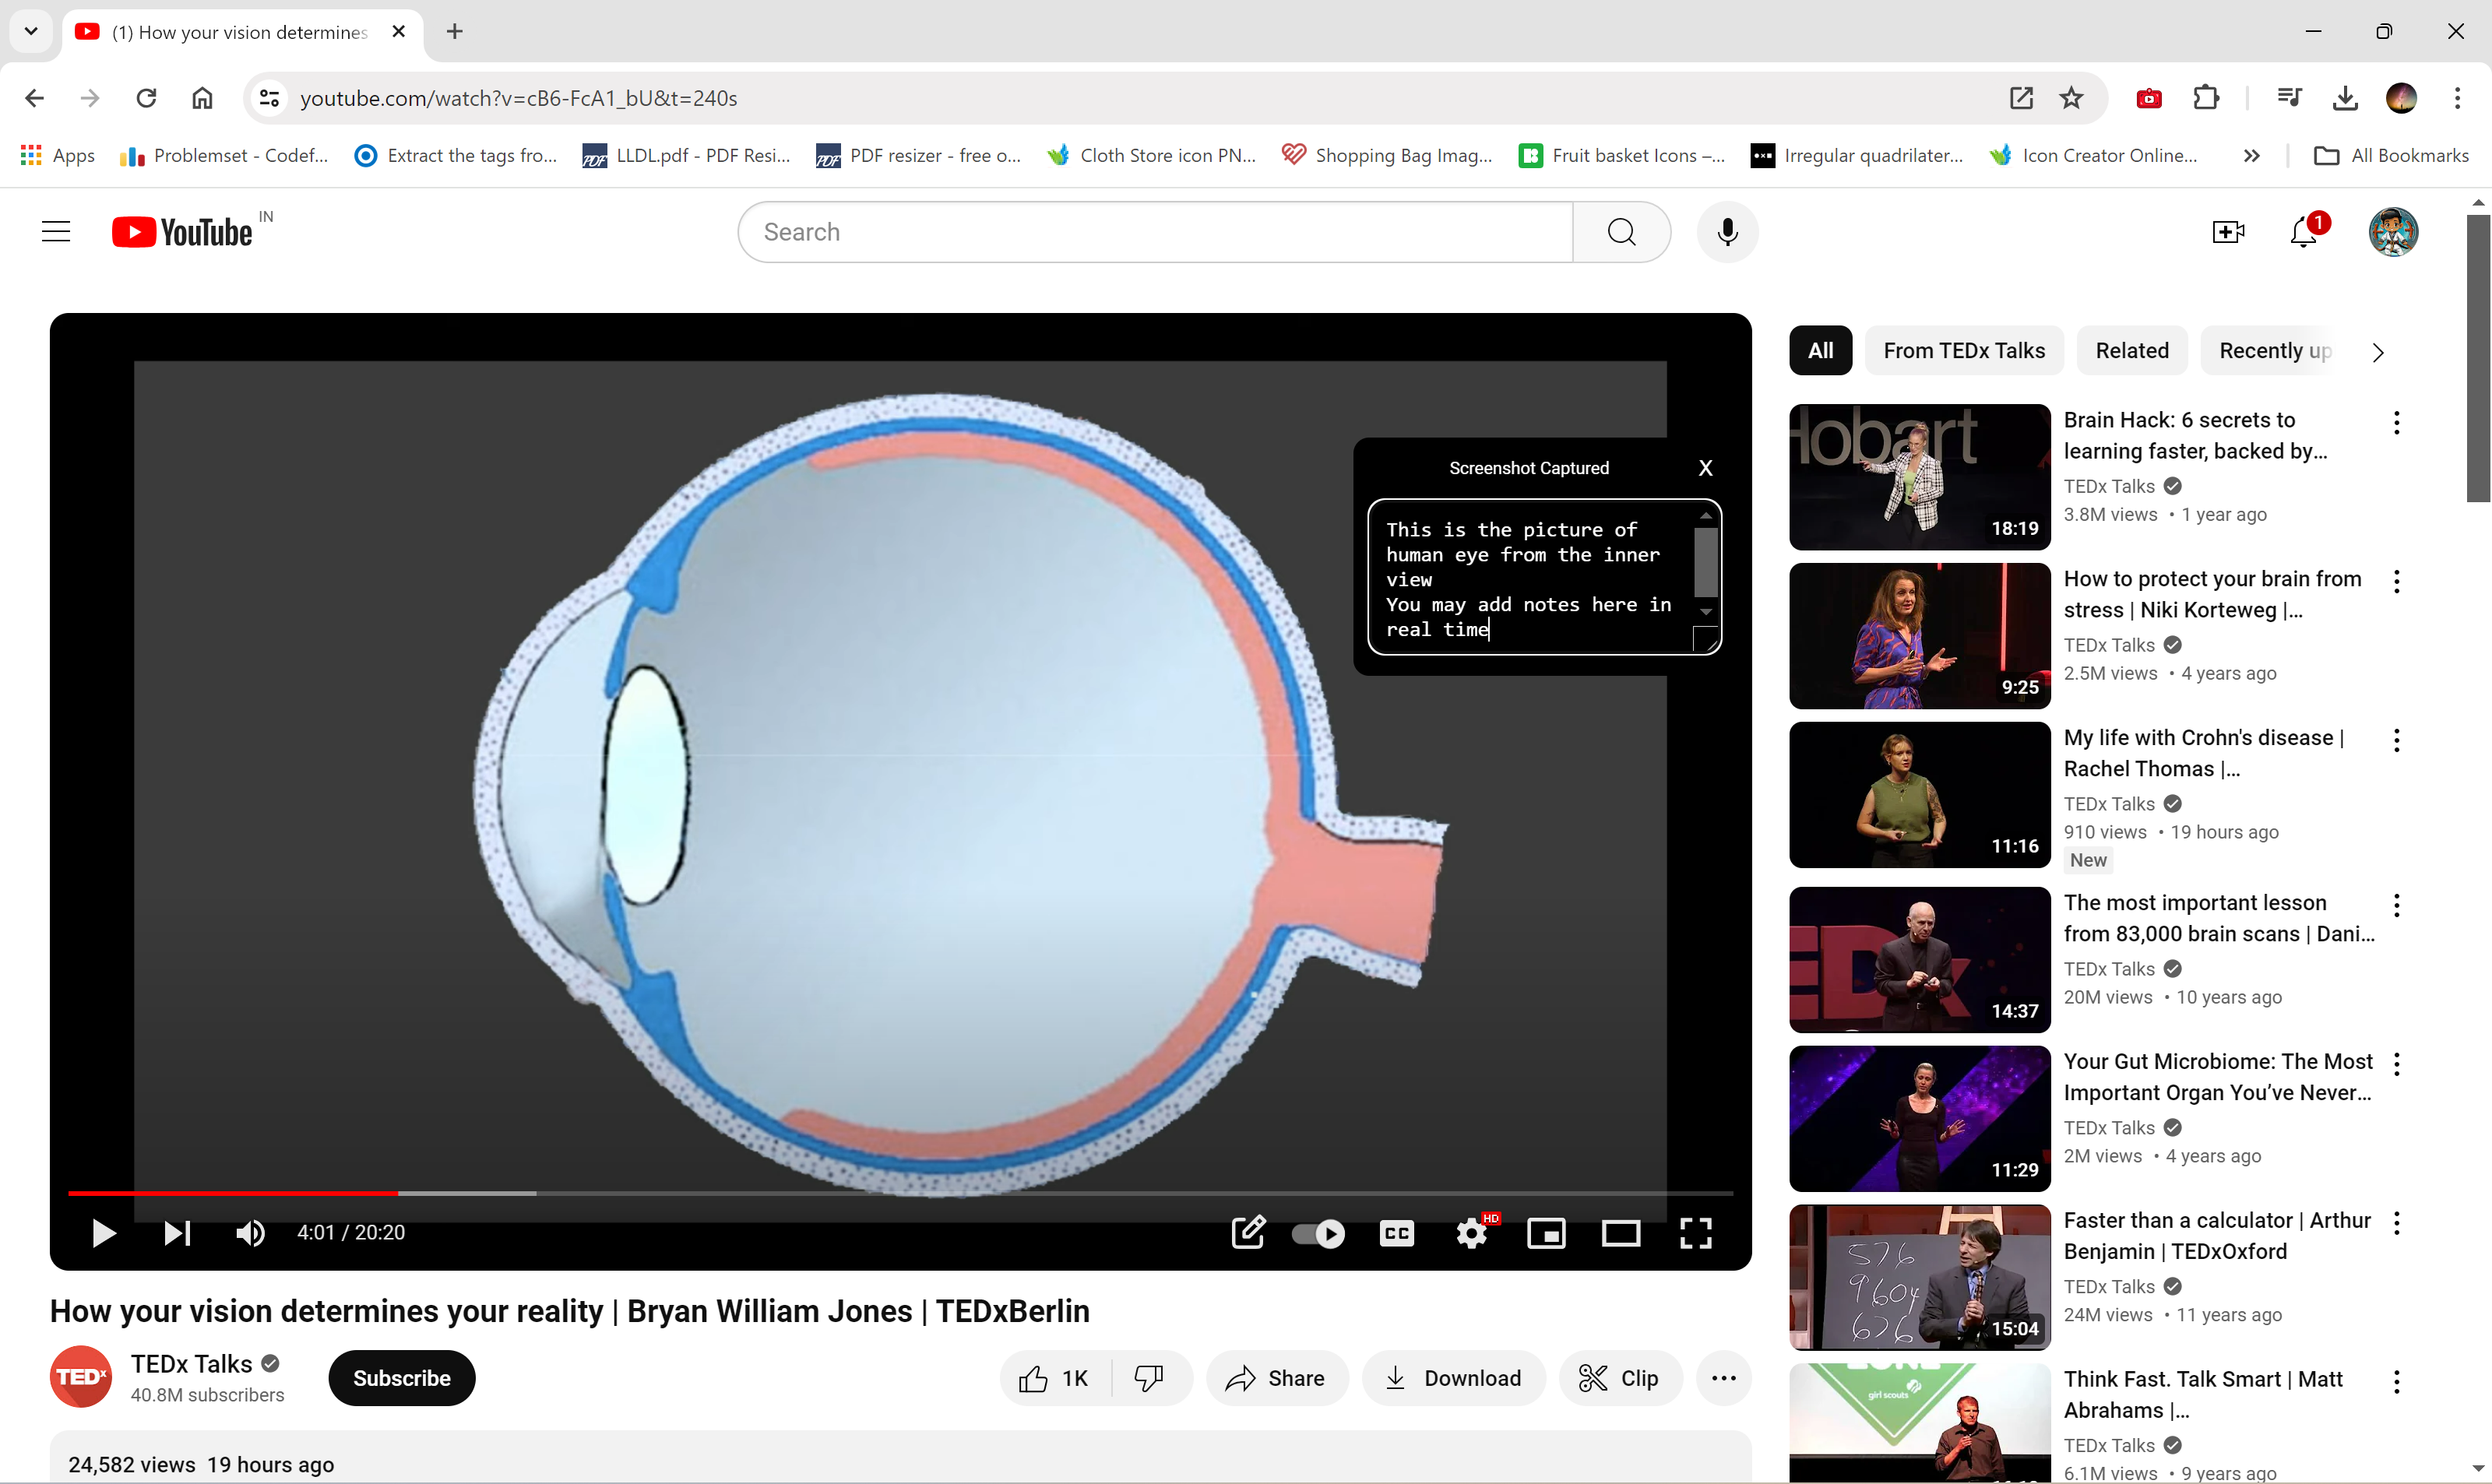 (1) How your vision determines
youtube.com/watch?v=cB6-FcA1_bU&t=240s
Apps
Problemset - Codef...
Extract the tags fro...
LLDL.pdf - PDF Resi...
PDF resizer - free o...
Cloth Store icon PN...
Shopping Bag Imag...
Fruit basket Icons –...
Irregular quadrilater...
Icon Creator Online...
All Bookmarks
YouTube IN
Search
1
Screenshot Captured X
This is the picture of
human eye from the inner
view
You may add notes here in
real time
4:01 / 20:20
CC
HD
How your vision determines your reality | Bryan William Jones | TEDxBerlin
TEDx
TEDx Talks
40.8M subscribers
Subscribe
1K
Share
Download
Clip
24,582 views 19 hours ago
All
From TEDx Talks
Related
Recently up
Hobart
18:19
Brain Hack: 6 secrets to
learning faster, backed by...
TEDx Talks
3.8M views • 1 year ago
9:25
How to protect your brain from
stress | Niki Korteweg |...
TEDx Talks
2.5M views • 4 years ago
11:16
My life with Crohn's disease |
Rachel Thomas |...
TEDx Talks
910 views • 19 hours ago
New
EDx
14:37
The most important lesson
from 83,000 brain scans | Dani...
TEDx Talks
20M views • 10 years ago
11:29
Your Gut Microbiome: The Most
Important Organ You’ve Never...
TEDx Talks
2M views • 4 years ago
576
9604
676
15:04
Faster than a calculator | Arthur
Benjamin | TEDxOxford
TEDx Talks
24M views • 11 years ago
ZONE
girl scouts
Think Fast. Talk Smart | Matt
Abrahams |...
TEDx Talks
6.1M views • 9 years ago